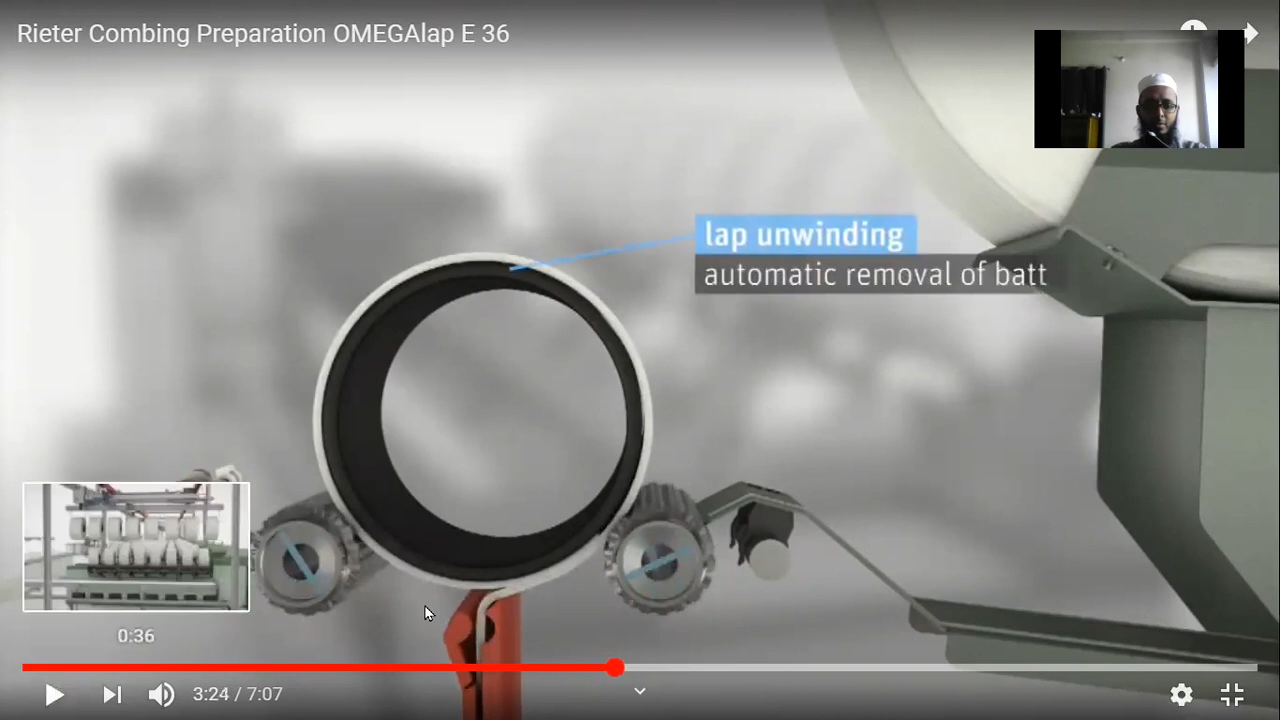 Rieter Combing Preparation OMEGAlap E 36
lap unwinding
automatic removal of batt
0:36
3:24 / 7:07